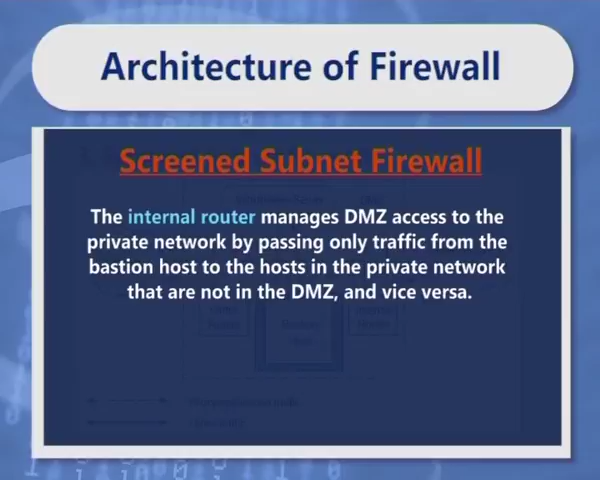 Architecture of Firewall
Screened Subnet Firewall
The internal router manages DMZ access to the
private network by passing only traffic from the
bastion host to the hosts in the private network
that are not in the DMZ, and vice versa.